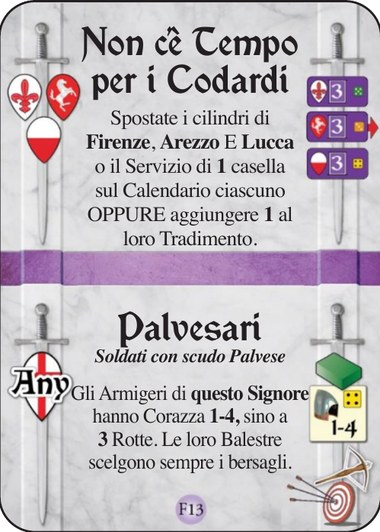 Non c'è Tempo
per i Codardi
Spostate i cilindri di
Firenze, Arezzo E Lucca
o il Servizio di 1 casella
sul Calendario ciascuno
OPPURE aggiungere 1 al
loro Tradimento.
3
3
3
Palvesari
Soldati con scudo Palvese
Any
Gli Armigeri di questo Signore
hanno Corazza 1-4, sino a
3 Rotte. Le loro Balestre
scelgono sempre i bersagli.
1-4
F13